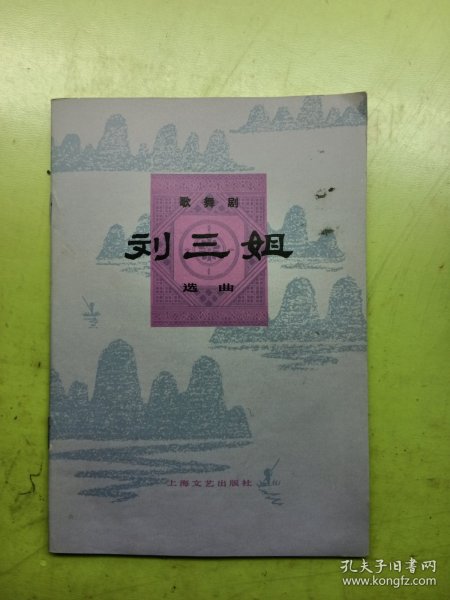 歌舞剧
刘三姐
选曲
上海文艺出版社
孔夫子旧书网
www.kongfz.com